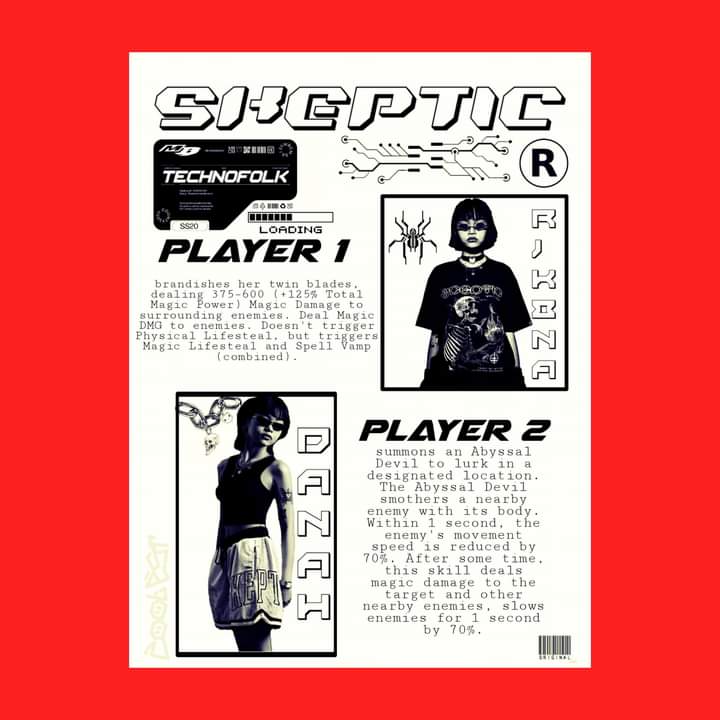 SKEPTIC
TECHNOFOLK
R
SS20
LOADING
PLAYER 1
brandishes her twin blades,
dealing 375-600 (+125% Total
Magic Power) Magic Damage to
surrounding enemies. Deal Magic
DMG to enemies. Doesn't trigger
Physical Lifesteal, but triggers
Magic Lifesteal and Spell Vamp
(combined).
DANAH
KEPT
PLAYER 2
summons an Abyssal
Devil to lurk in a
designated location.
The Abyssal Devil
smothers a nearby
enemy with its body.
Within 1 second, the
enemy's movement
speed is reduced by
70%. After some time,
this skill deals
magic damage to the
target and other
nearby enemies, slows
enemies for 1 second
by 70%.
ORIGINAL